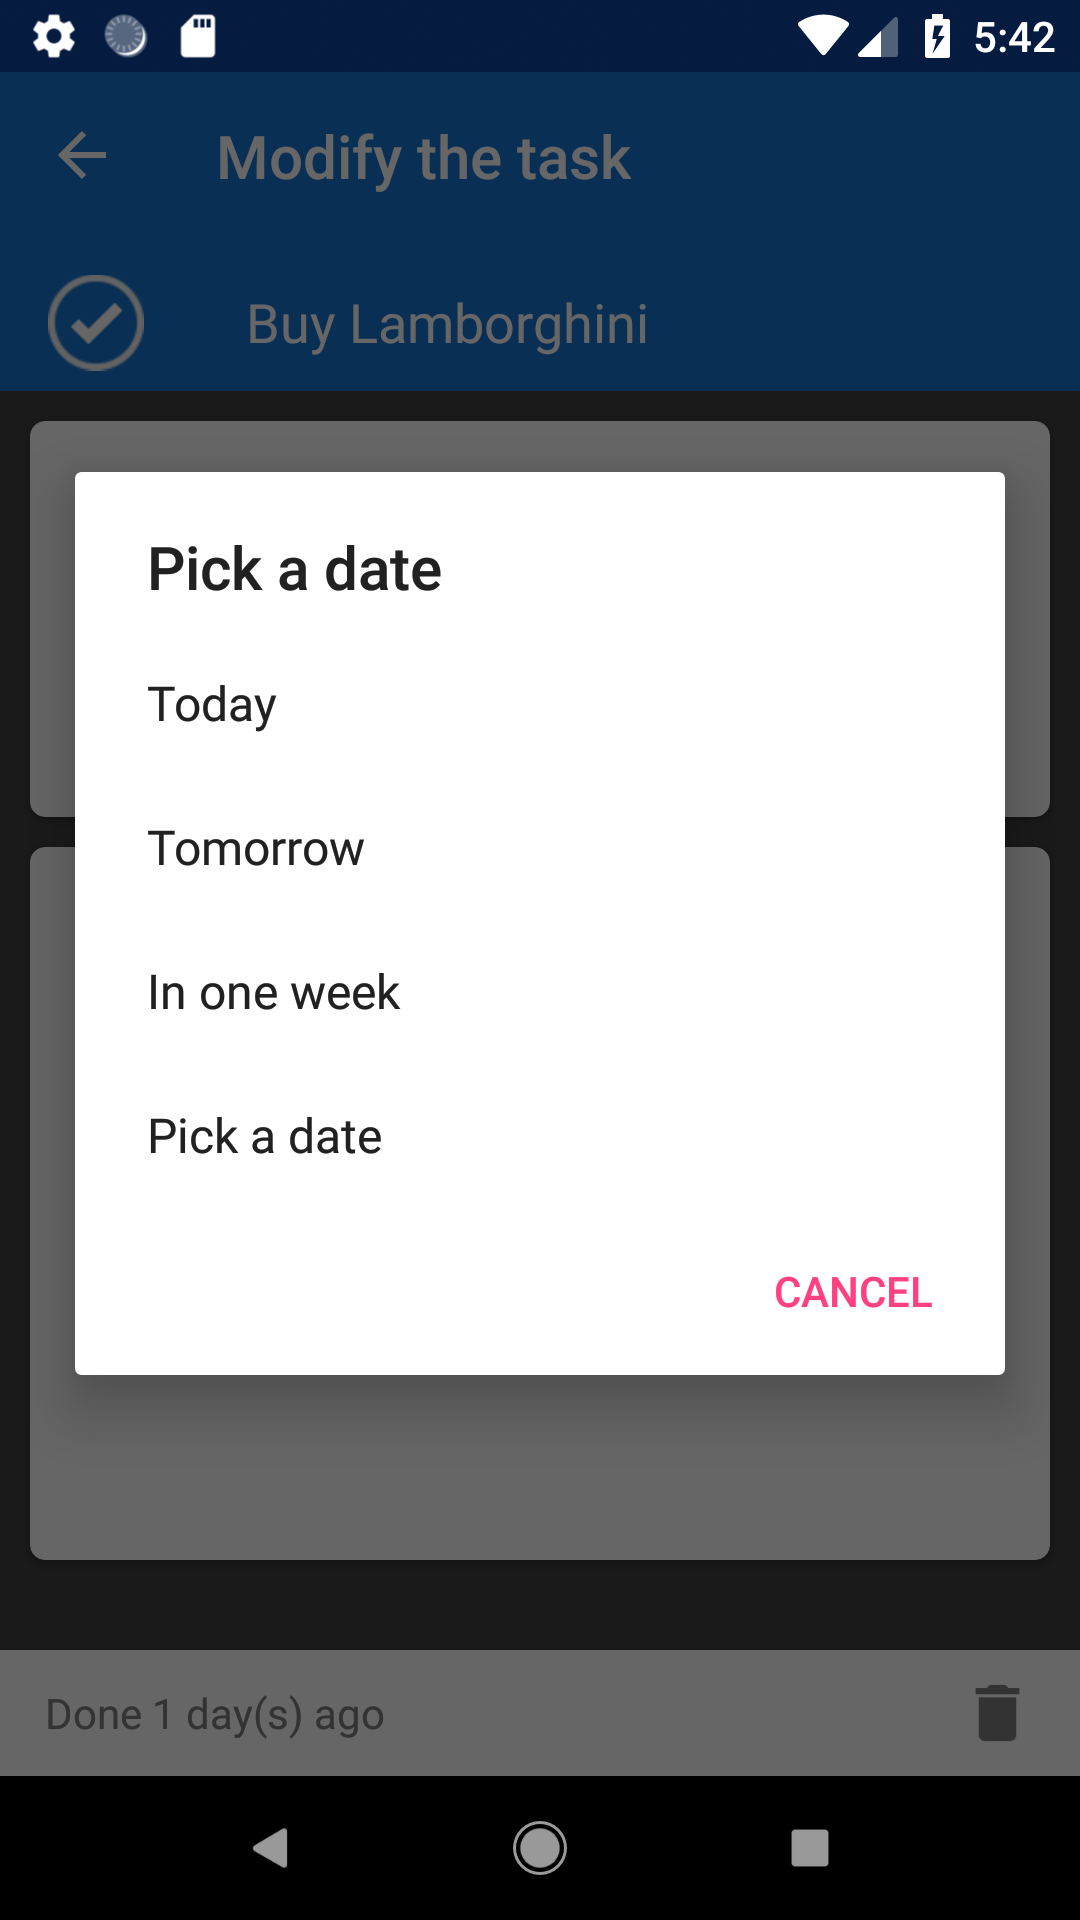 5:42
Modify the task
Buy Lamborghini
Pick a date
Today
Tomorrow
In one week
Pick a date
CANCEL
Done 1 day(s) ago